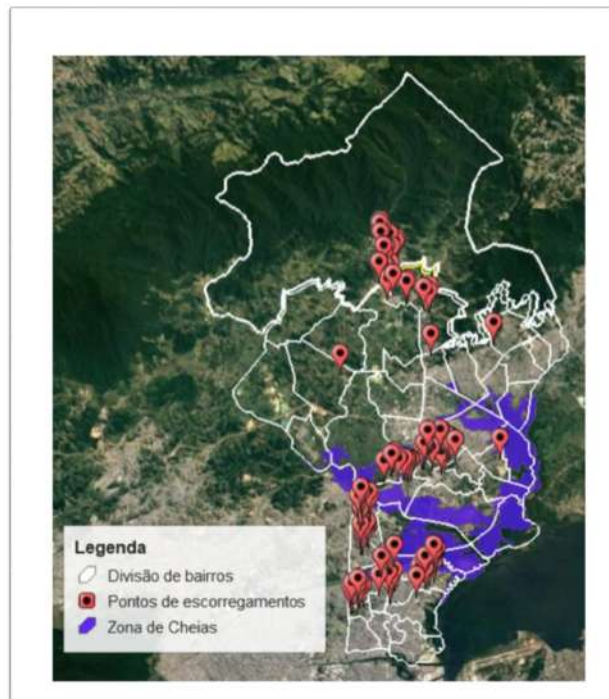 Legenda
Divisão de bairros
Pontos de escorregamentos
Zona de Cheias